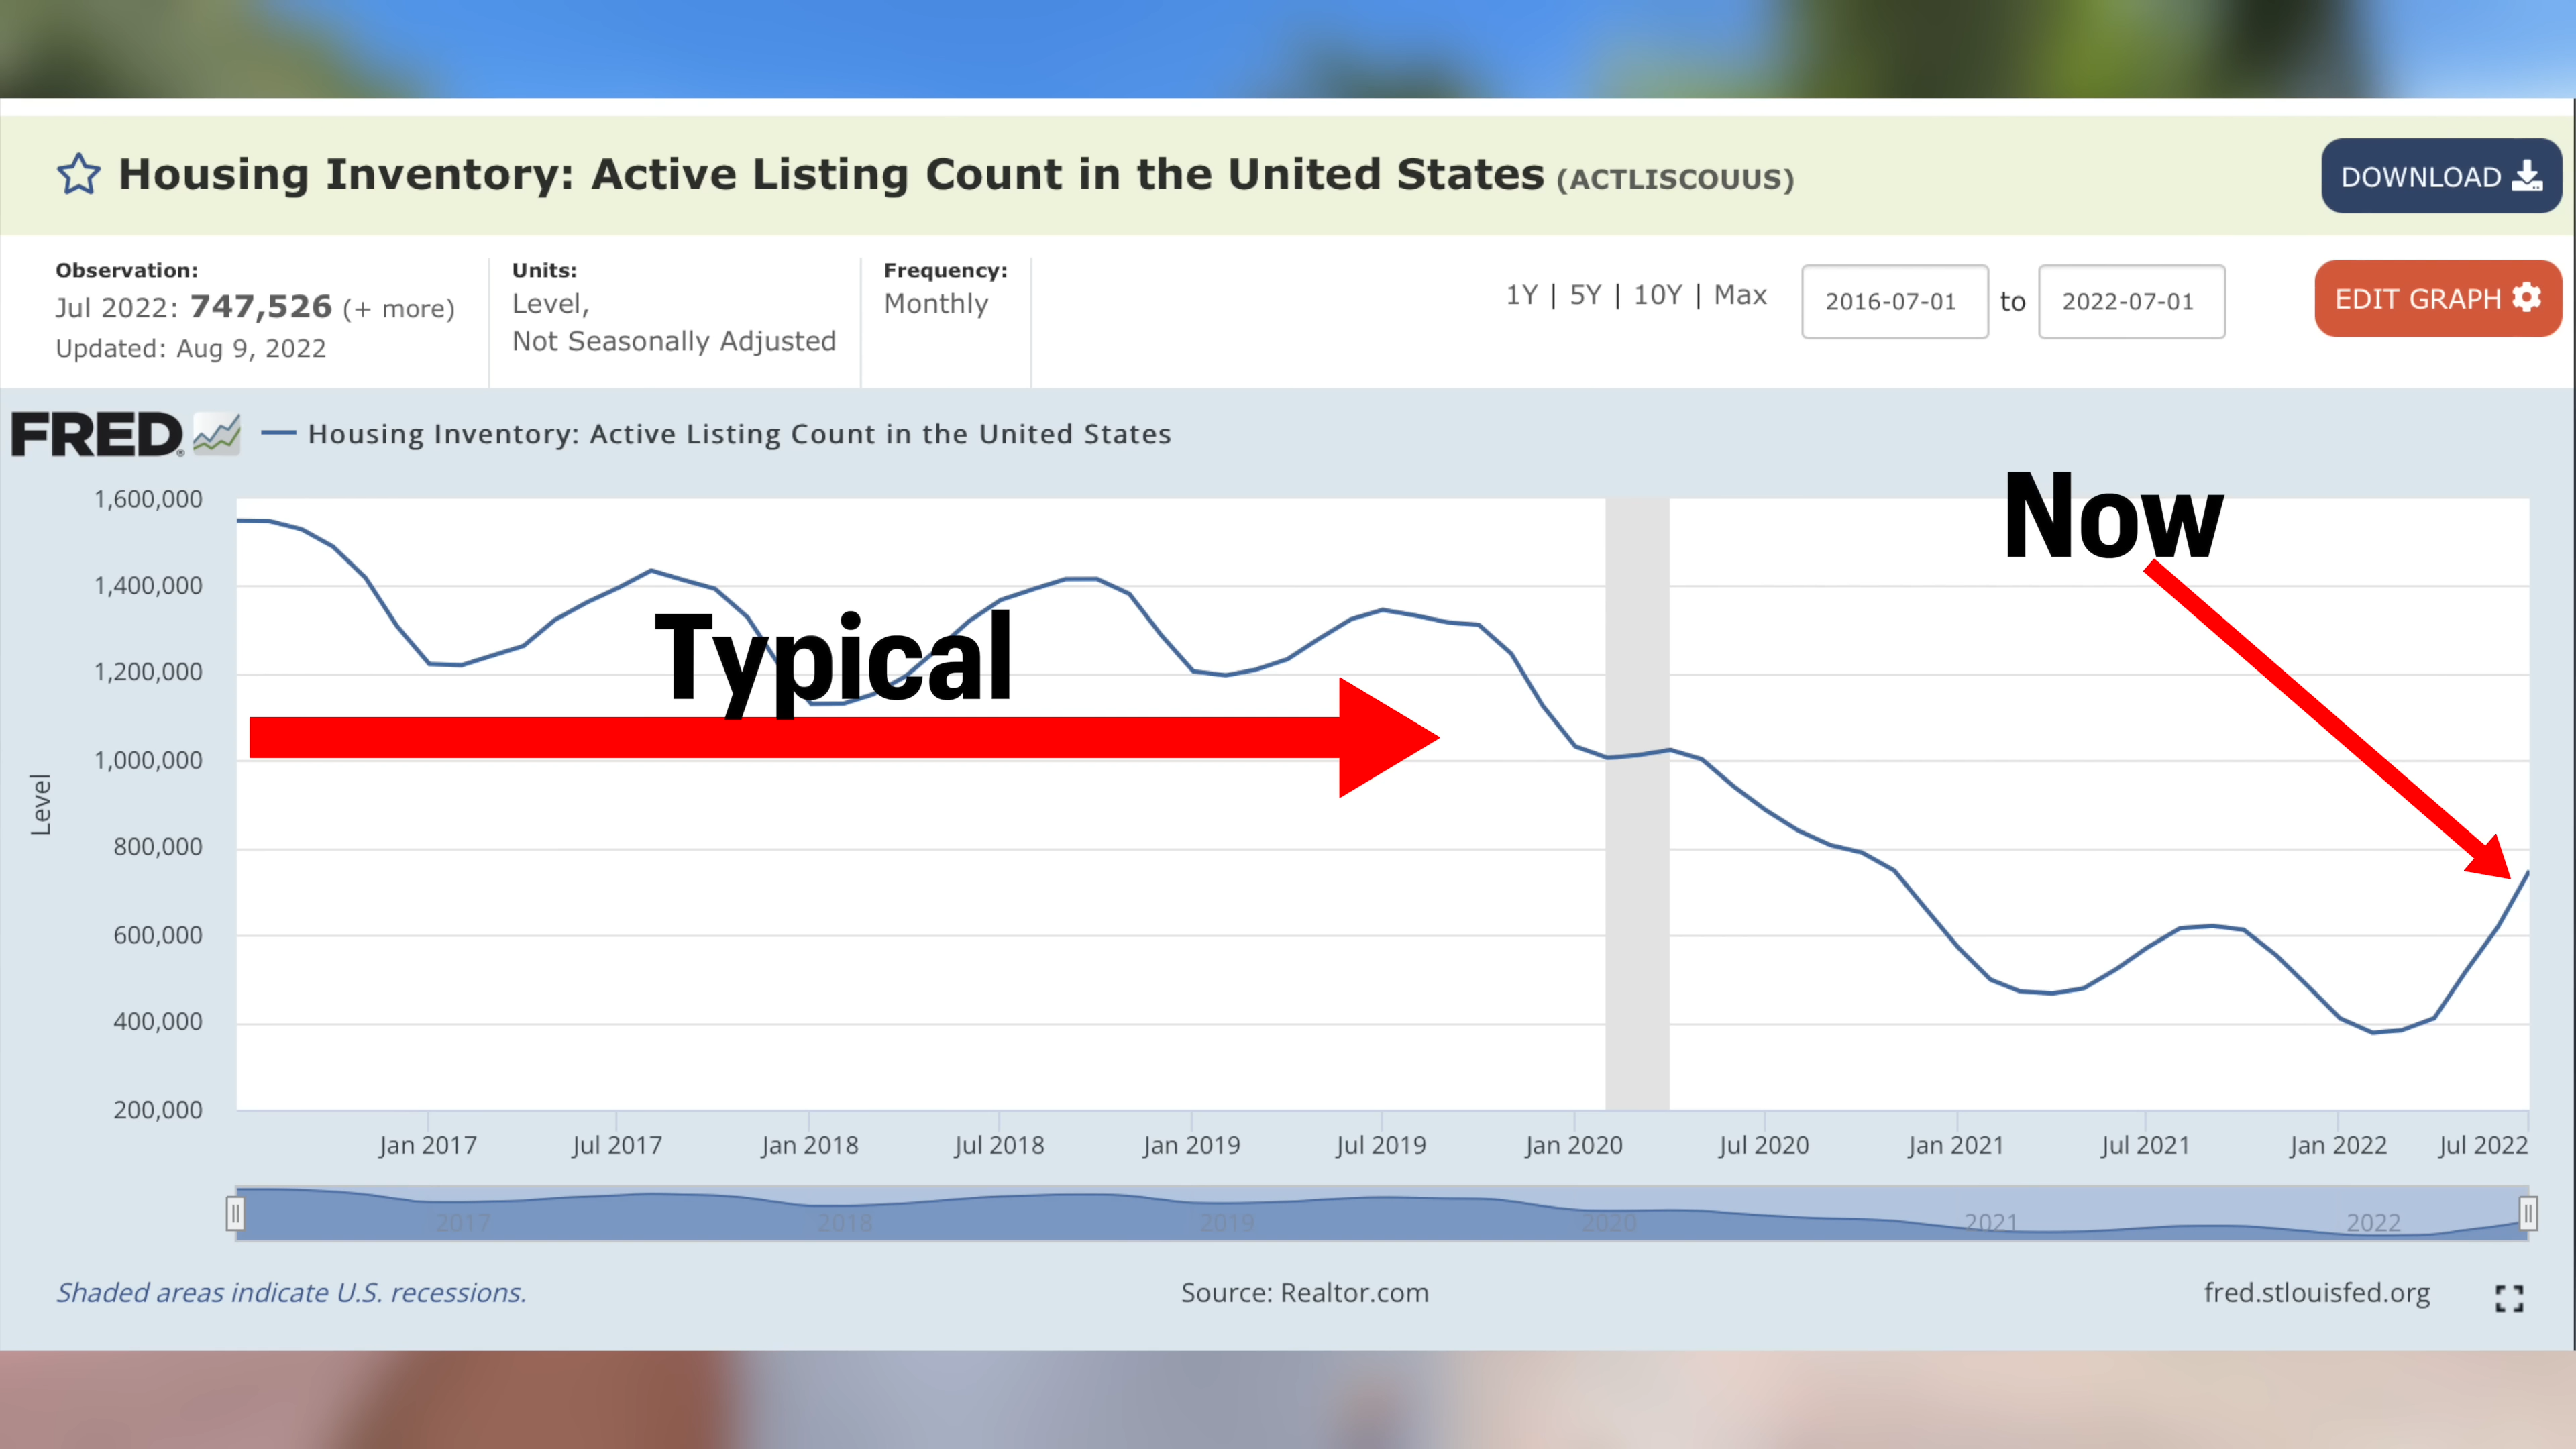 Housing Inventory: Active Listing Count in the United States (ACTLISCOUUS)
DOWNLOAD
Observation:
Jul 2022: 747,526 (+ more)
Updated: Aug 9, 2022
Units:
Level,
Not Seasonally Adjusted
Frequency:
Monthly
1Y | 5Y | 10Y | Max
2016-07-01 to 2022-07-01
EDIT GRAPH
FRED®
Housing Inventory: Active Listing Count in the United States
Now
Typical
Level
1,600,000
1,400,000
1,200,000
1,000,000
800,000
600,000
400,000
200,000
Jan 2017 Jul 2017 Jan 2018 Jul 2018 Jan 2019 Jul 2019 Jan 2020 Jul 2020 Jan 2021 Jul 2021 Jan 2022 Jul 2022
2017 2018 2019 2020 2021 2022
Shaded areas indicate U.S. recessions.
Source: Realtor.com
fred.stlouisfed.org